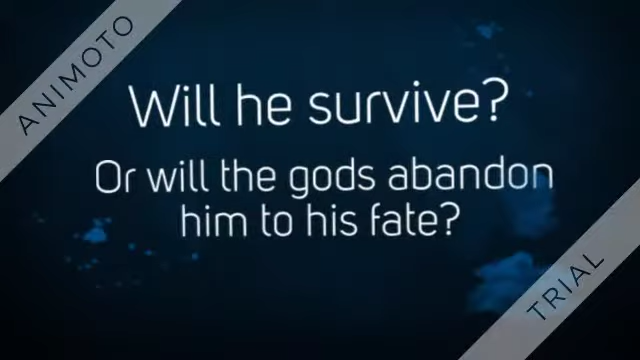 ANIMOTO
Will he survive?
Or will the gods abandon
him to his fate?
TRIAL